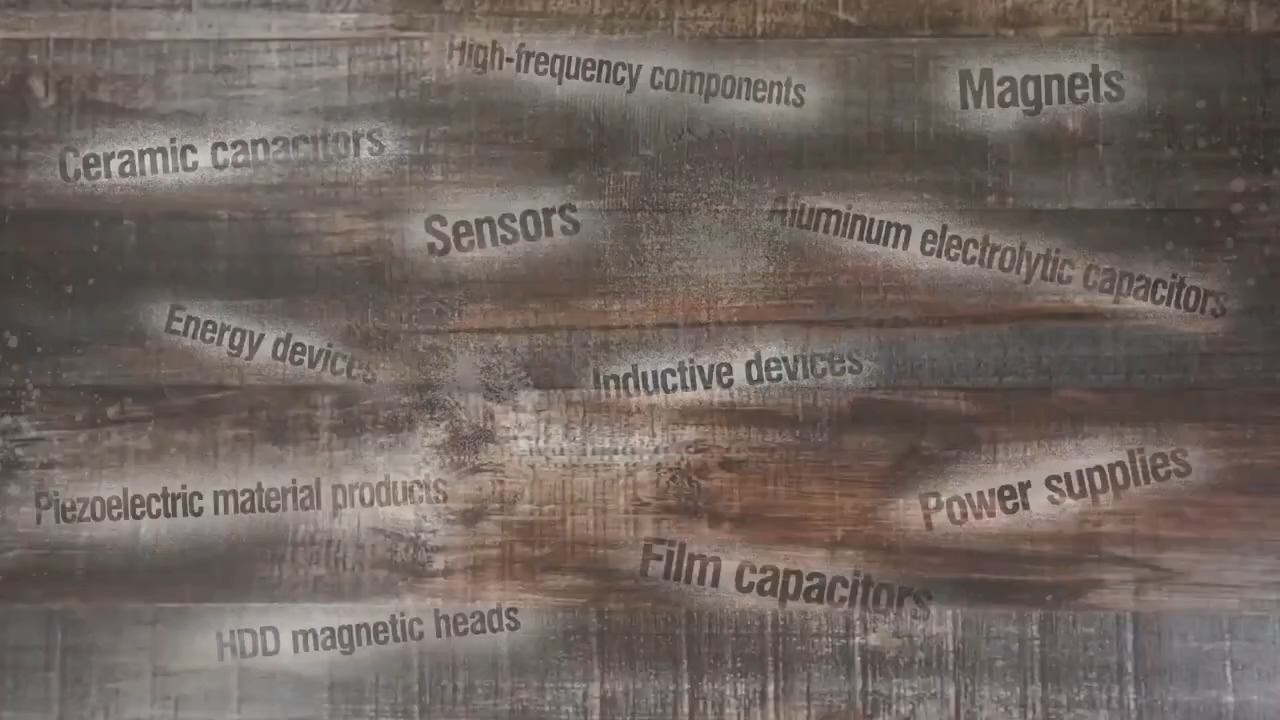 High-frequency components
Magnets
Ceramic capacitors
Sensors
Aluminum electrolytic capacitors
Energy devices
Inductive devices
Piezoelectric material products
Power supplies
Film capacitors
HDD magnetic heads